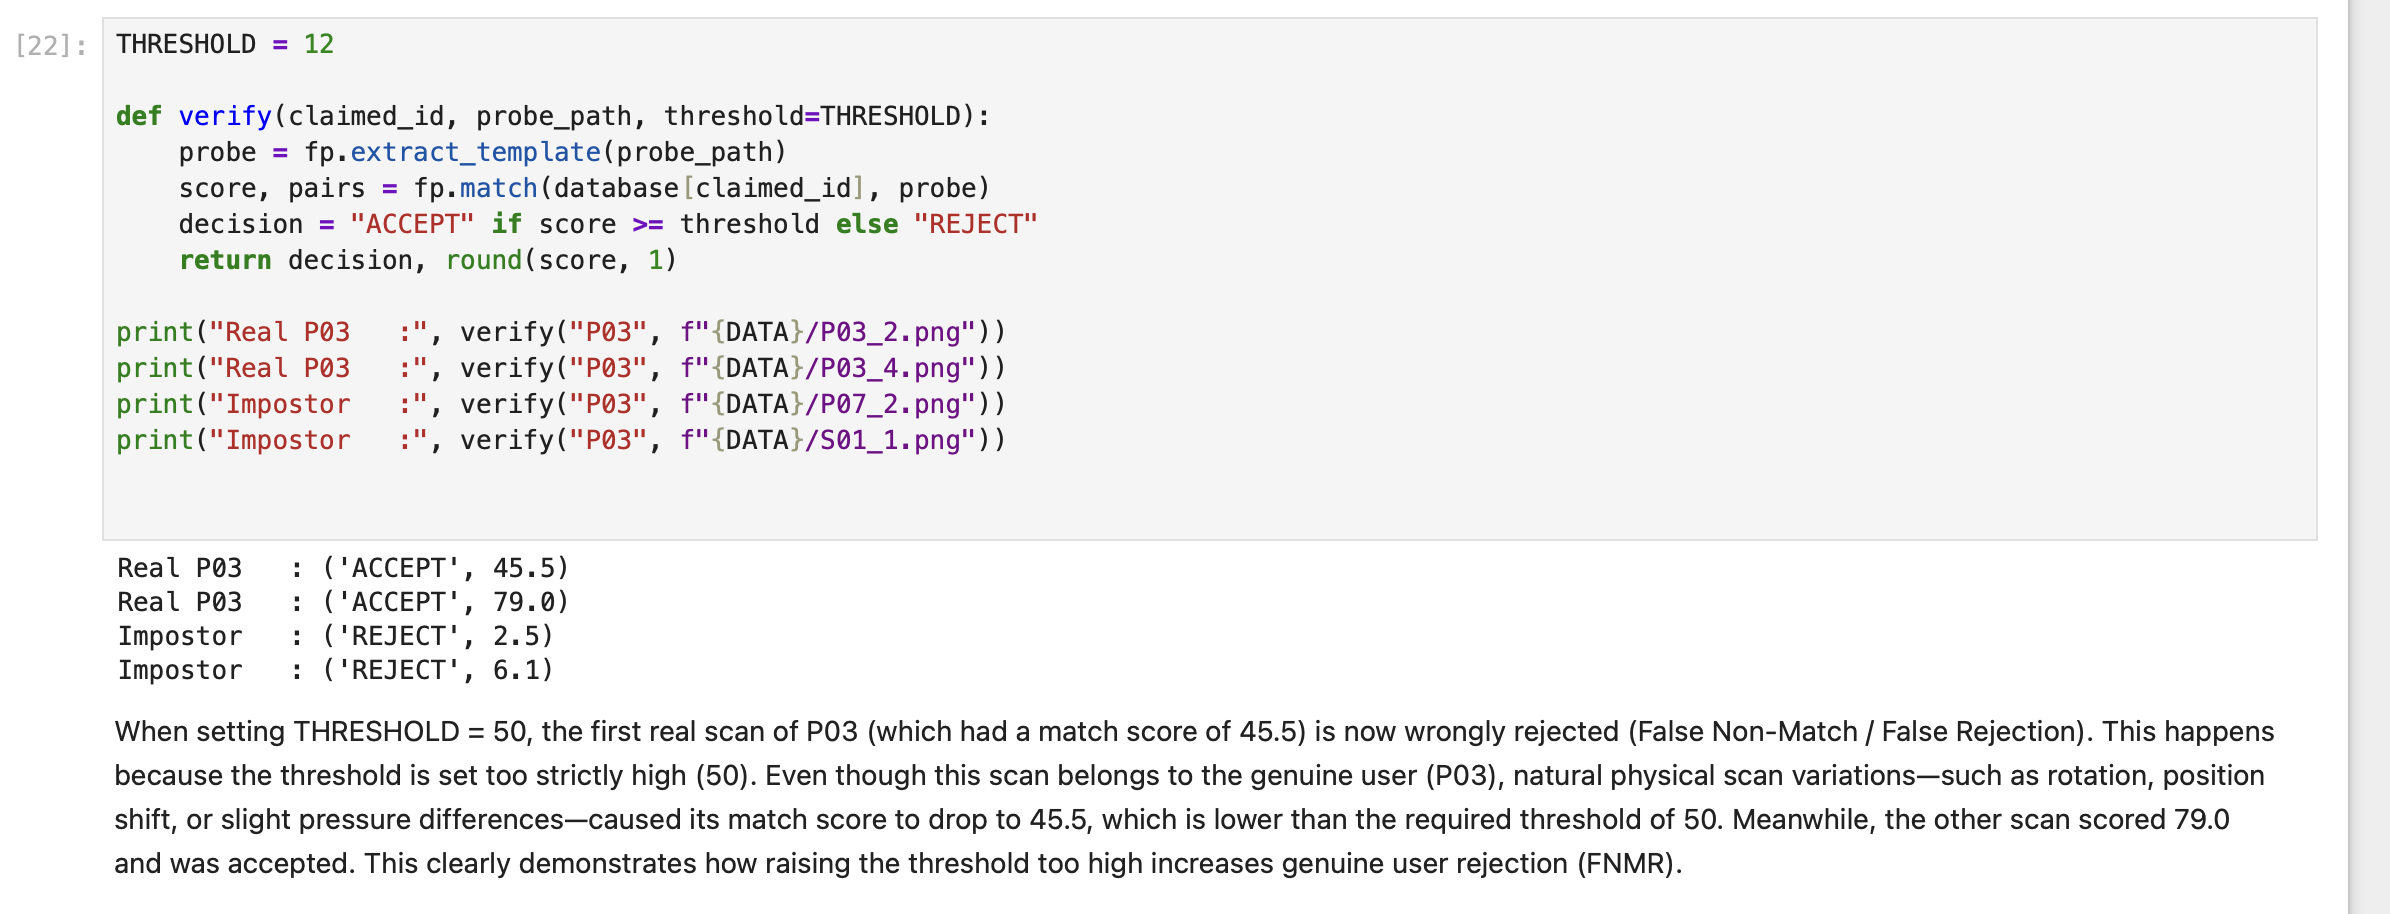 [22]:
THRESHOLD = 12
def verify(claimed_id, probe_path, threshold=THRESHOLD):
    probe = fp.extract_template(probe_path)
    score, pairs = fp.match(database[claimed_id], probe)
    decision = "ACCEPT" if score >= threshold else "REJECT"
    return decision, round(score, 1)
print("Real P03   :", verify("P03", f"{DATA}/P03_2.png"))
print("Real P03   :", verify("P03", f"{DATA}/P03_4.png"))
print("Impostor   :", verify("P03", f"{DATA}/P07_2.png"))
print("Impostor   :", verify("P03", f"{DATA}/S01_1.png"))
Real P03   : ('ACCEPT', 45.5)
Real P03   : ('ACCEPT', 79.0)
Impostor   : ('REJECT', 2.5)
Impostor   : ('REJECT', 6.1)
When setting THRESHOLD = 50, the first real scan of P03 (which had a match score of 45.5) is now wrongly rejected (False Non-Match / False Rejection). This happens
because the threshold is set too strictly high (50). Even though this scan belongs to the genuine user (P03), natural physical scan variations—such as rotation, position
shift, or slight pressure differences—caused its match score to drop to 45.5, which is lower than the required threshold of 50. Meanwhile, the other scan scored 79.0
and was accepted. This clearly demonstrates how raising the threshold too high increases genuine user rejection (FNMR).